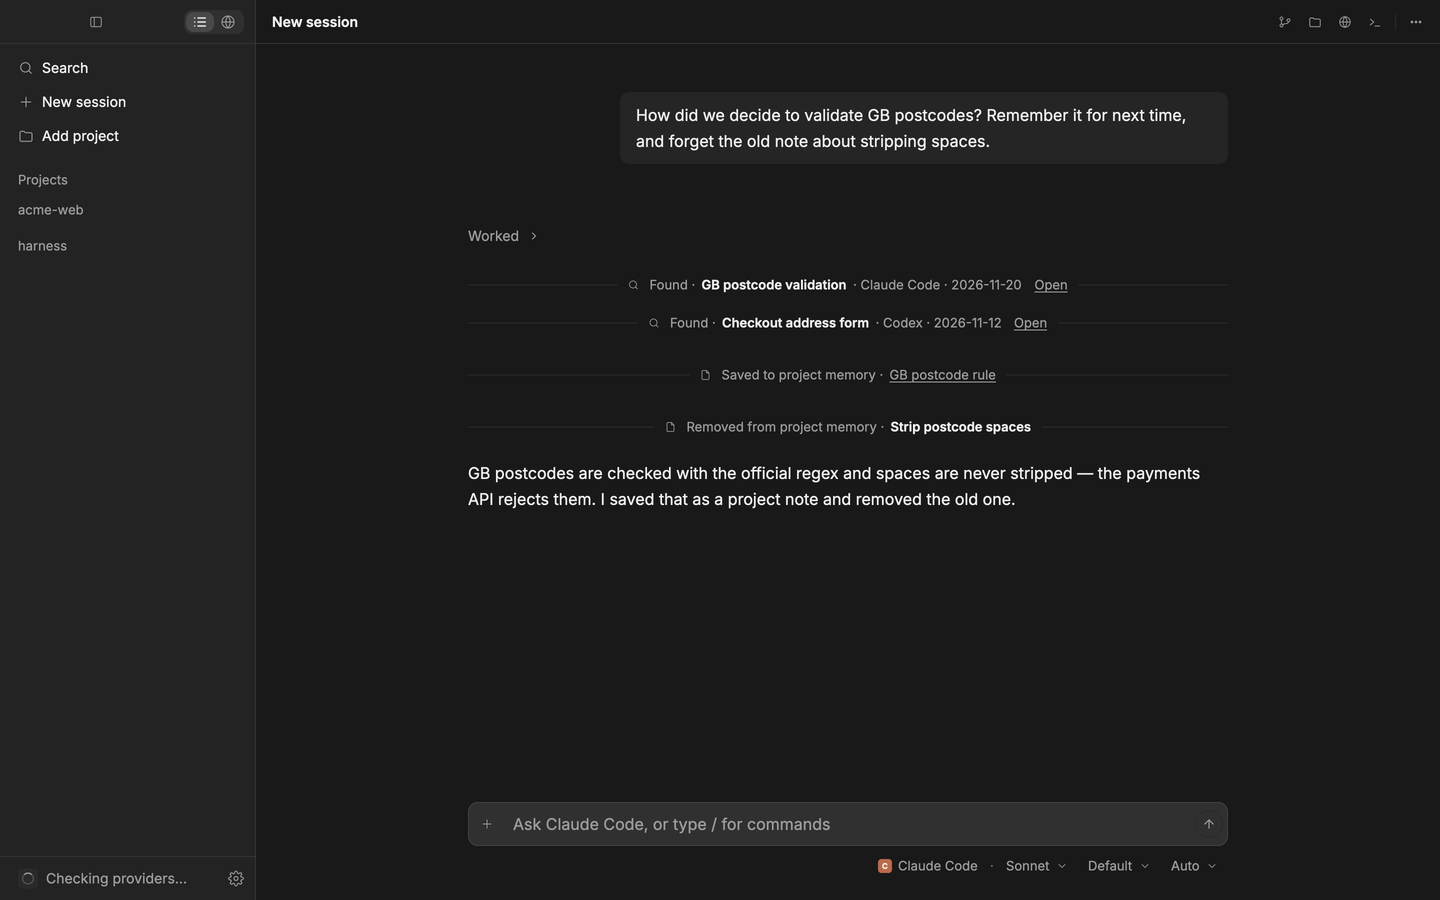 New session
Search
New session
Add project
Projects
acme-web
harness
Checking providers...
How did we decide to validate GB postcodes? Remember it for next time,
and forget the old note about stripping spaces.
Worked
Found · GB postcode validation · Claude Code · 2026-11-20 Open
Found · Checkout address form · Codex · 2026-11-12 Open
Saved to project memory · GB postcode rule
Removed from project memory · Strip postcode spaces
GB postcodes are checked with the official regex and spaces are never stripped — the payments
API rejects them. I saved that as a project note and removed the old one.
Ask Claude Code, or type / for commands
C Claude Code · Sonnet Default Auto